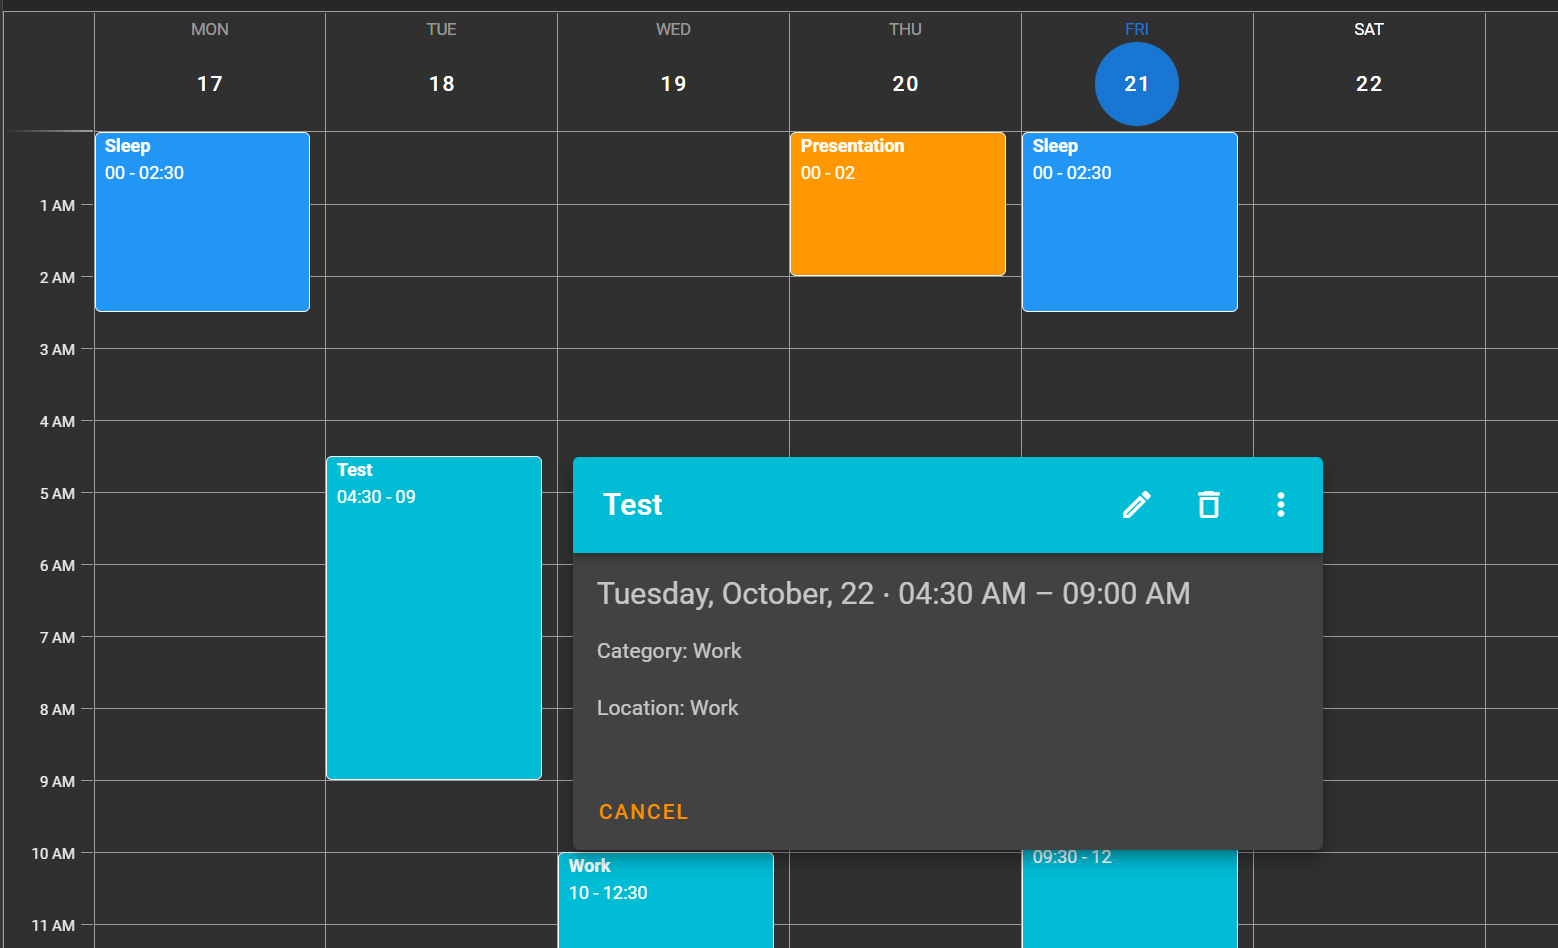 MON
TUE
WED
THU
FRI
SAT
17
18
19
20
21
22
Sleep
00 - 02:30
Presentation
00 - 02
Sleep
00 - 02:30
1 AM
2 AM
3 AM
4 AM
Test
04:30 - 09
5 AM
6 AM
7 AM
8 AM
9 AM
10 AM
11 AM
Test
Tuesday, October, 22 · 04:30 AM – 09:00 AM
Category: Work
Location: Work
CANCEL
Work
10 - 12:30
09:30 - 12